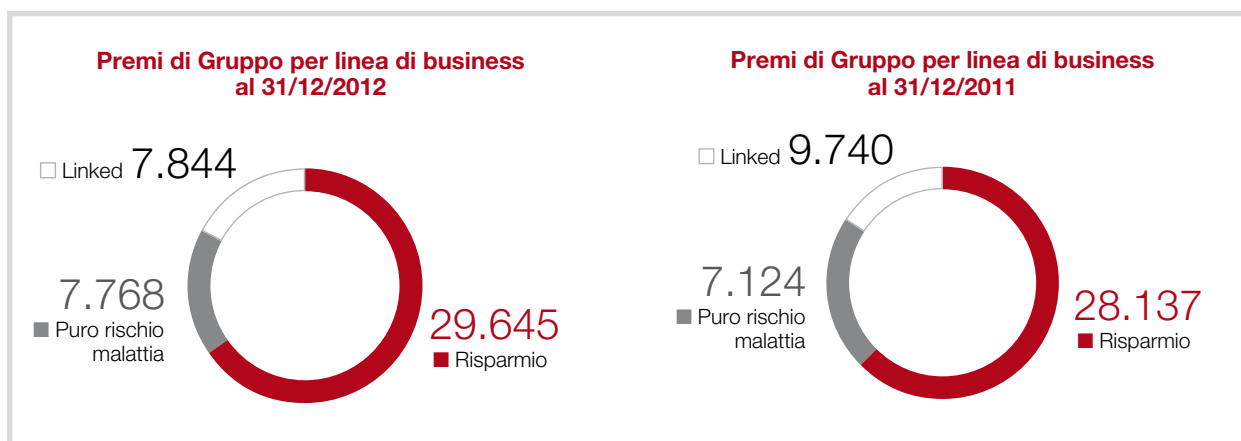 Premi di Gruppo per linea di business
al 31/12/2012
Linked 7.844
7.768
Puro rischio
malattia
29.645
Risparmio
Premi di Gruppo per linea di business
al 31/12/2011
Linked 9.740
7.124
Puro rischio
malattia
28.137
Risparmio